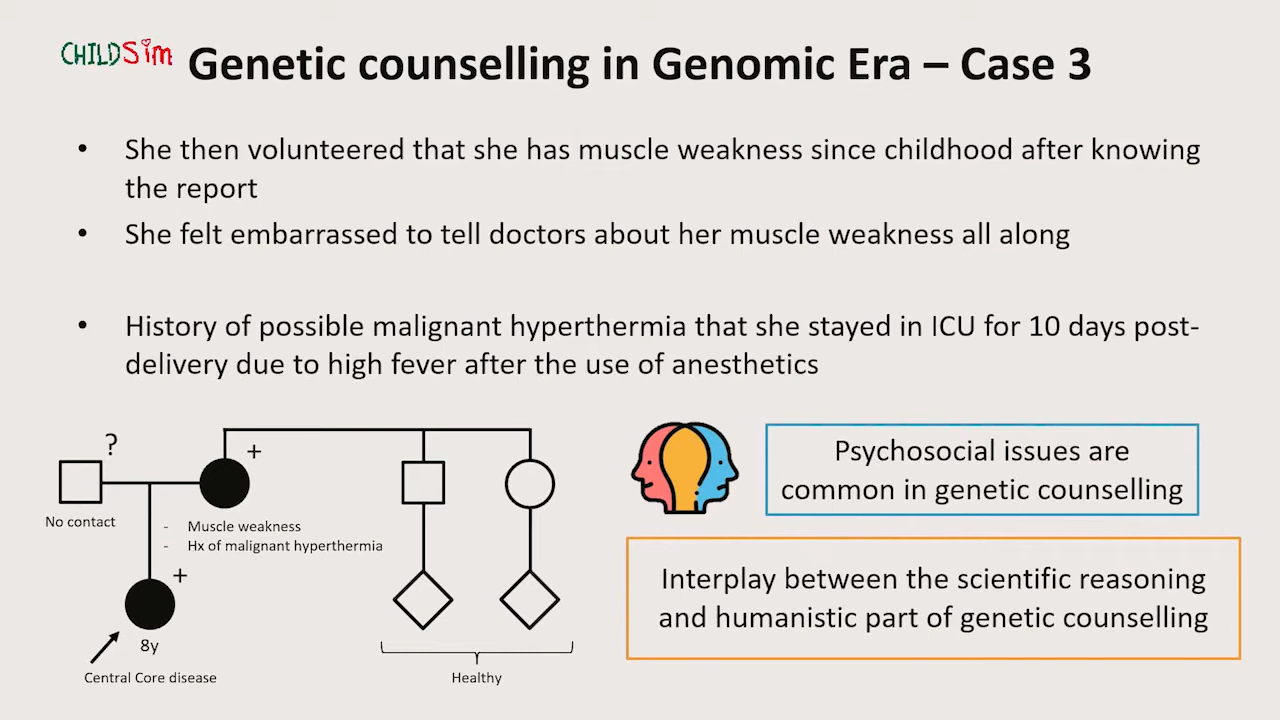 CHILDSiM
Genetic counselling in Genomic Era – Case 3
• She then volunteered that she has muscle weakness since childhood after knowing
the report
• She felt embarrassed to tell doctors about her muscle weakness all along
• History of possible malignant hyperthermia that she stayed in ICU for 10 days post-
delivery due to high fever after the use of anesthetics
?
+
No contact
- Muscle weakness
- Hx of malignant hyperthermia
+
8y
Central Core disease
Healthy
Psychosocial issues are
common in genetic counselling
Interplay between the scientific reasoning
and humanistic part of genetic counselling